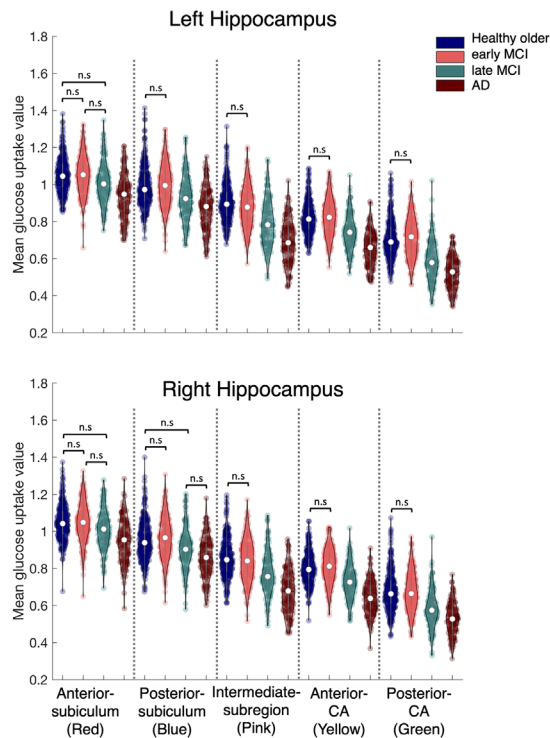 Left Hippocampus
Healthy older
early MCI
late MCI
AD
Mean glucose uptake value
1.8
1.6
1.4
1.2
1
0.8
0.6
0.4
0.2
n.s
n.s n.s
n.s
n.s
n.s
n.s
Right Hippocampus
Mean glucose uptake value
1.8
1.6
1.4
1.2
1
0.8
0.6
0.4
0.2
n.s
n.s n.s
n.s
n.s n.s
n.s
n.s
n.s
Anterior- Posterior- Intermediate- Anterior- Posterior-
subiculum subiculum subregion CA CA
(Red) (Blue) (Pink) (Yellow) (Green)